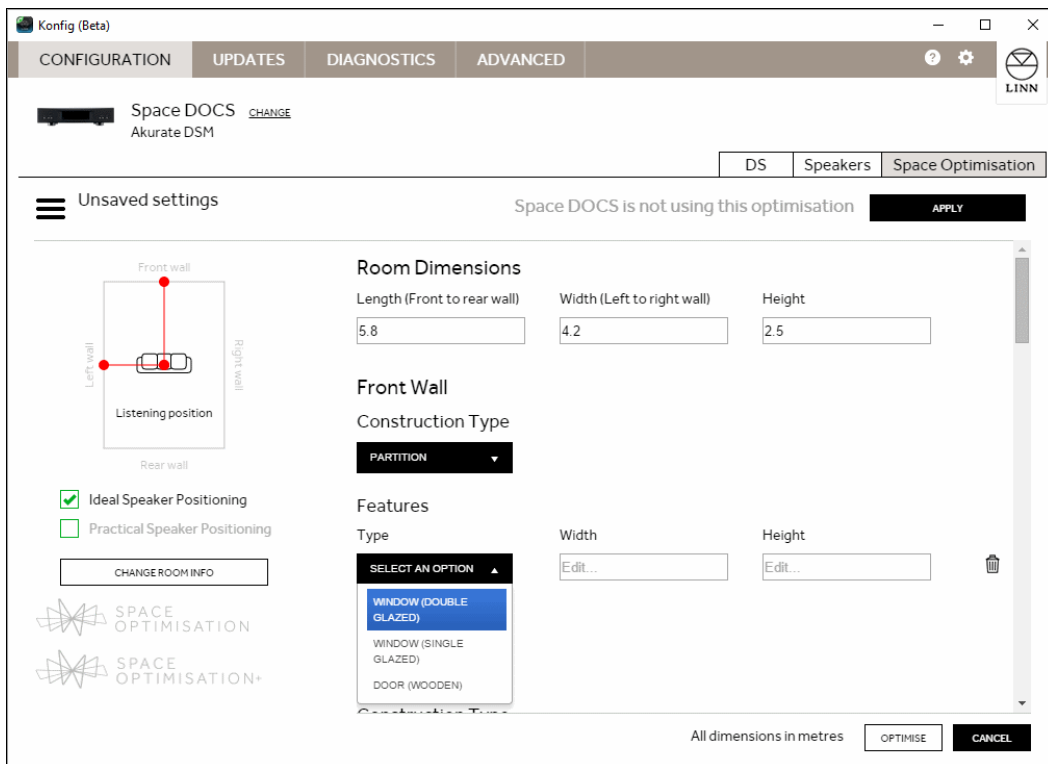 Konfig (Beta)
CONFIGURATION UPDATES DIAGNOSTICS ADVANCED ?
LINN
Space DOCS CHANGE
Akurate DSM
DS Speakers Space Optimisation
Unsaved settings
Space DOCS is not using this optimisation APPLY
Front wall
Left wall
Right wall
Listening position
Rear wall
Ideal Speaker Positioning
Practical Speaker Positioning
CHANGE ROOM INFO
SPACE
OPTIMISATION
SPACE
OPTIMISATION+
Room Dimensions
Length (Front to rear wall) Width (Left to right wall) Height
5.8 4.2 2.5
Front Wall
Construction Type
PARTITION
Features
Type Width Height
SELECT AN OPTION Edit... Edit...
WINDOW (DOUBLE
GLAZED)
WINDOW (SINGLE
GLAZED)
DOOR (WOODEN)
Construction Type
All dimensions in metres OPTIMISE CANCEL